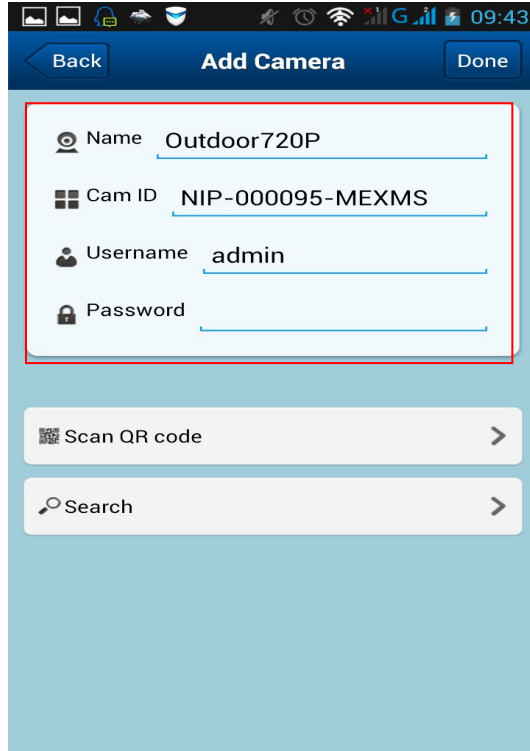 G 09:43
Back Add Camera Done
Name Outdoor720P
Cam ID NIP-000095-MEXMS
Username admin
Password
Scan QR code
Search